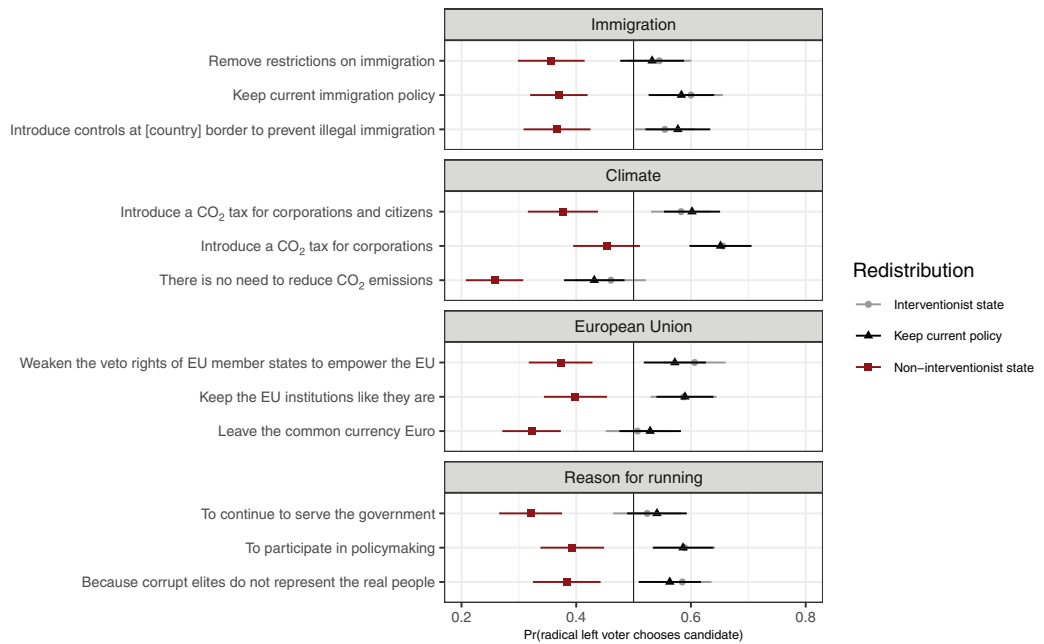 Immigration
Remove restrictions on immigration
Keep current immigration policy
Introduce controls at [country] border to prevent illegal immigration
Climate
Introduce a CO₂ tax for corporations and citizens
Introduce a CO₂ tax for corporations
There is no need to reduce CO₂ emissions
European Union
Weaken the veto rights of EU member states to empower the EU
Keep the EU institutions like they are
Leave the common currency Euro
Reason for running
To continue to serve the government
To participate in policymaking
Because corrupt elites do not represent the real people
0.2 0.4 0.6 0.8
Pr(radical left voter chooses candidate)
Redistribution
Interventionist state
Keep current policy
Non−interventionist state